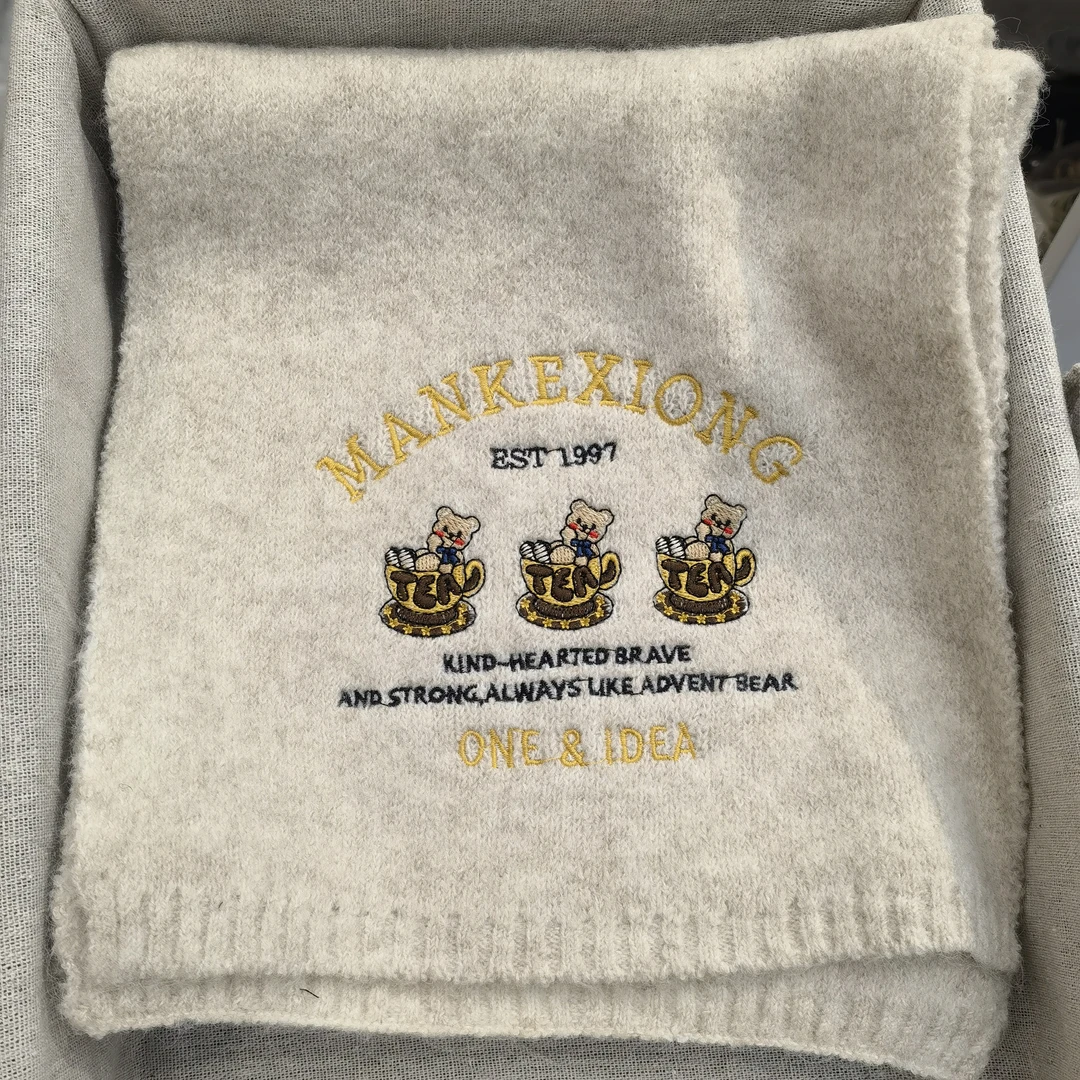 MANKEXIONG
EST 1997
TEA TEA TEA
KIND-HEARTED BRAVE
AND STRONG,ALWAYS LIKE ADVENT BEAR
ONE & IDEA